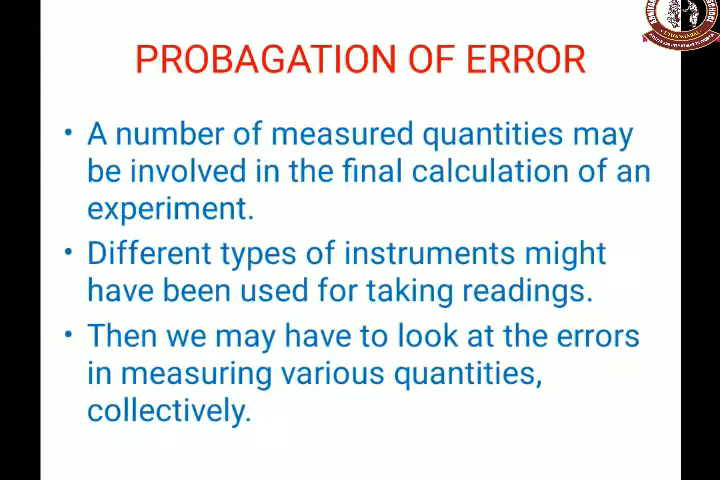 PROBAGATION OF ERROR
• A number of measured quantities may
be involved in the final calculation of an
experiment.
• Different types of instruments might
have been used for taking readings.
• Then we may have to look at the errors
in measuring various quantities,
collectively.